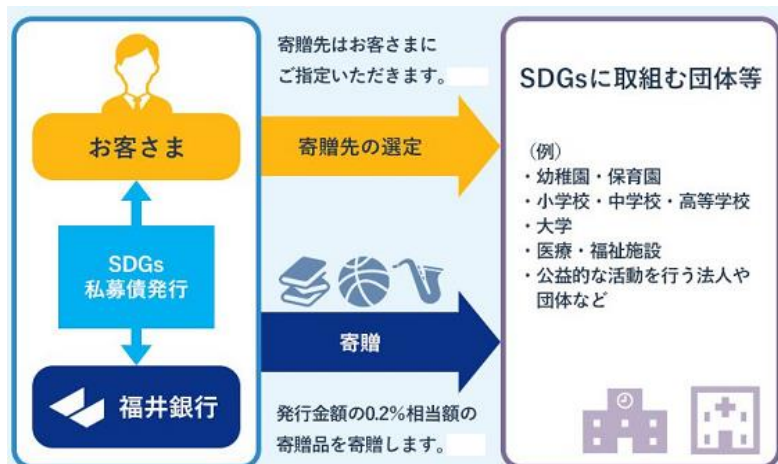 お客さま
SDGs
私募債発行
福井銀行
寄贈先はお客さまに
ご指定いただきます。
寄贈先の選定
寄贈
発行金額の0.2%相当額の
寄贈品を寄贈します。
SDGsに取組む団体等
（例）
・幼稚園・保育園
・小学校・中学校・高等学校
・大学
・医療・福祉施設
・公益的な活動を行う法人や
団体など